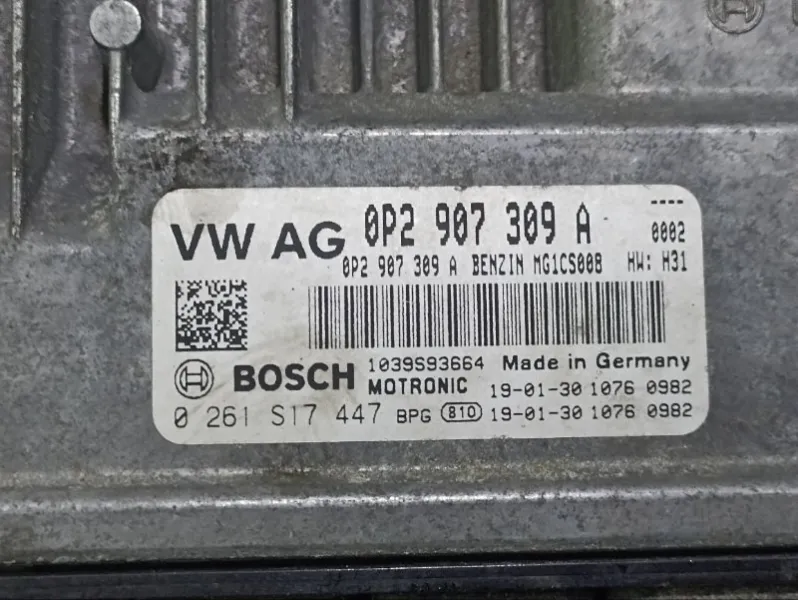 VW AG 0P2 907 309 A ----
0002
0P2 907 309 A BENZIN MG1CS008 HW: H31
BOSCH 1039S93664 Made in Germany
MOTRONIC 19-01-30 1076 0982
0 261 S17 447 BPG 810 19-01-30 1076 0982